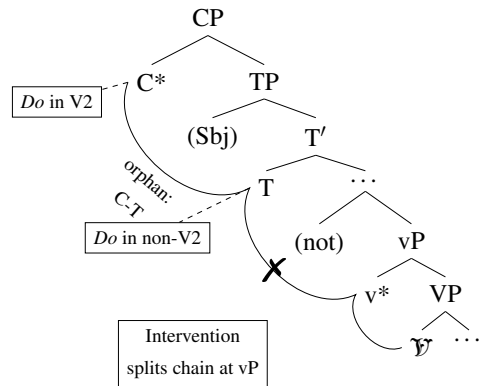 CP
C* TP
Do in V2
(Sbj) T′
orphan:
C-T
T ...
Do in non-V2
(not) vP
v* VP
Intervention
splits chain at vP
...